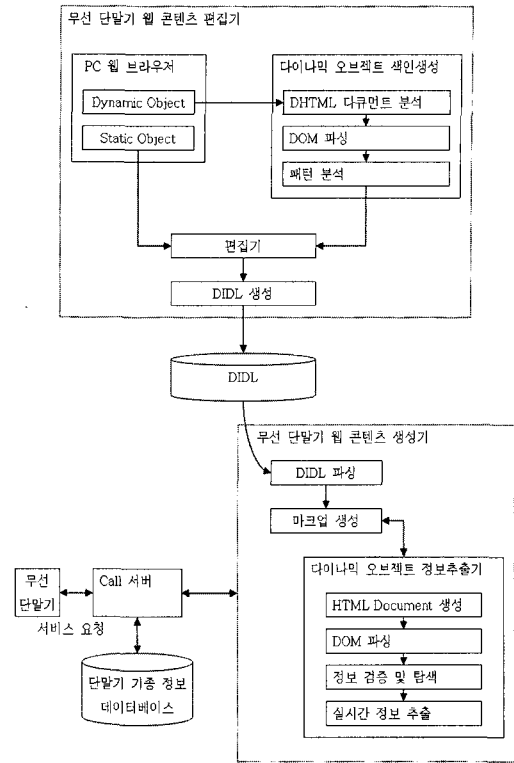 무선 단말기 웹 콘텐츠 편집기
PC 웹 브라우저
Dynamic Object
Static Object
다이나믹 오브젝트 색인생성
DHTML 다큐먼트 분석
DOM 파싱
패턴 분석
편집기
DIDL 생성
DIDL
무선 단말기 웹 콘텐츠 생성기
DIDL 파싱
마크업 생성
다이나믹 오브젝트 정보추출기
HTML Document 생성
DOM 파싱
정보 검증 및 탐색
실시간 정보 추출
무선
단말기
Call 서버
서비스 요청
단말기 기종 정보
데이터베이스